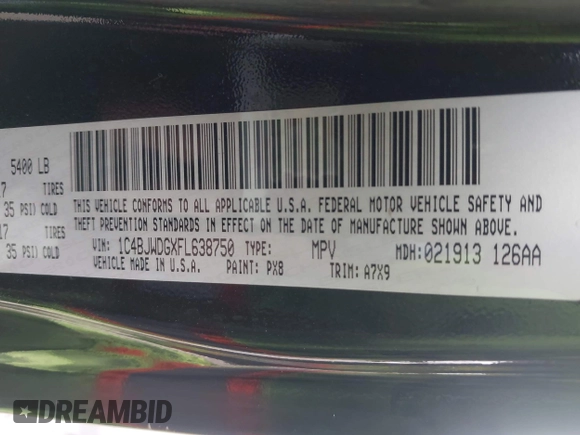 5400 LB
7 TIRES
35 PSI) COLD
17 TIRES
35 PSI) COLD
THIS VEHICLE CONFORMS TO ALL APPLICABLE U.S.A. FEDERAL MOTOR VEHICLE SAFETY AND
THEFT PREVENTION STANDARDS IN EFFECT ON THE DATE OF MANUFACTURE SHOWN ABOVE.
VIN: 1C4BJWDGXFL638750 TYPE: MPV MDH:021913 126AA
VEHICLE MADE IN U.S.A. PAINT: PX8 TRIM: A7X9
DREAMBID